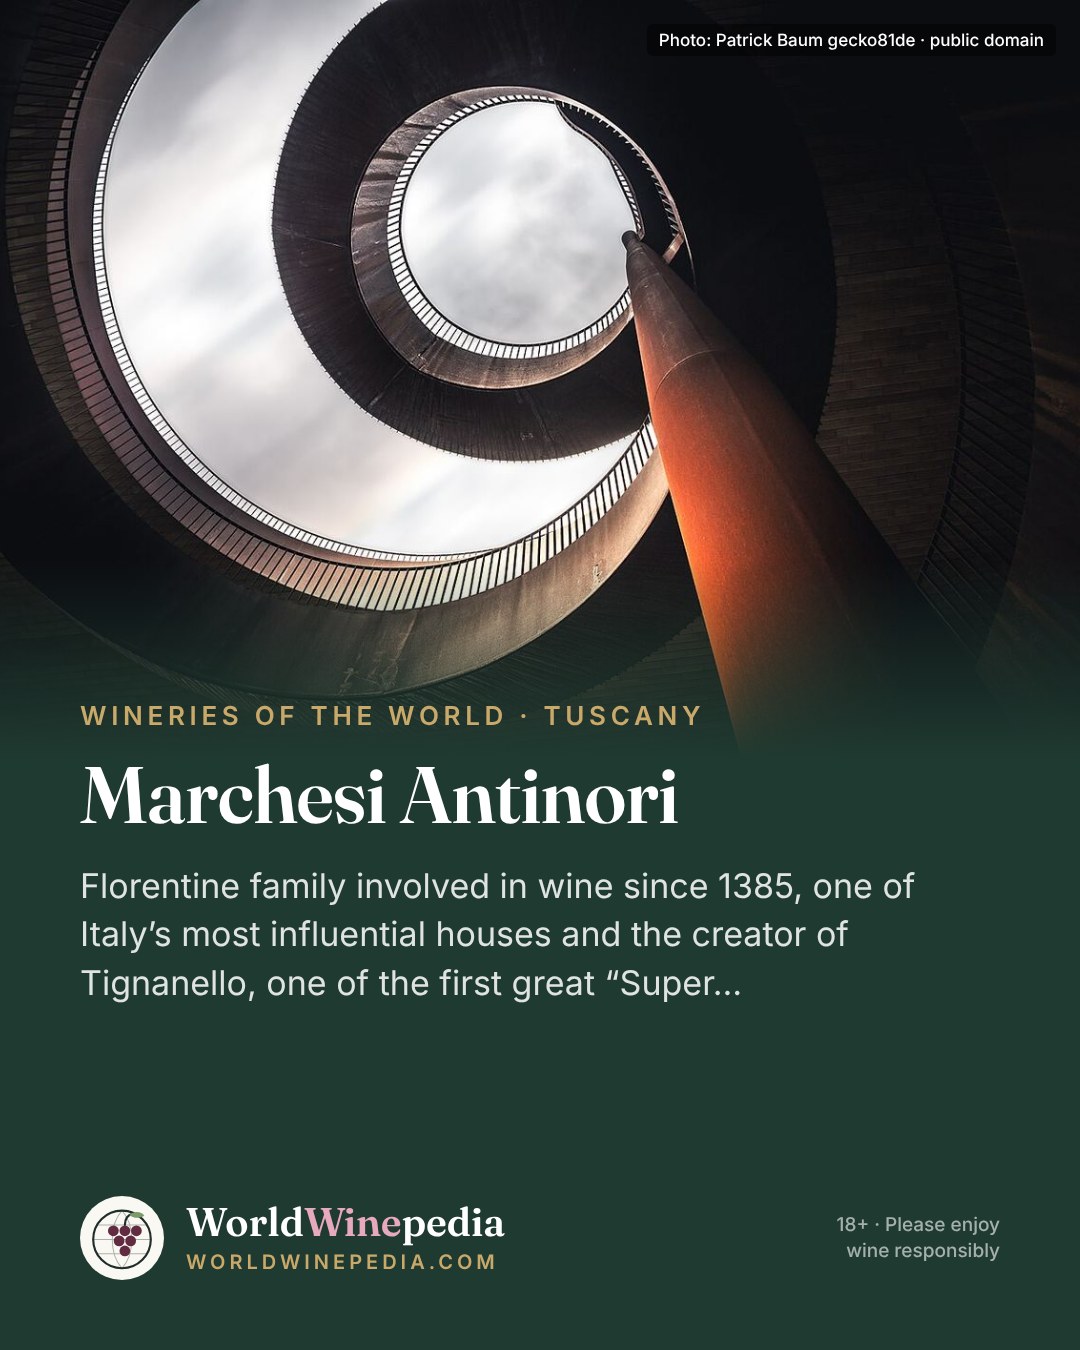 Photo: Patrick Baum gecko81de · public domain
WINERIES OF THE WORLD · TUSCANY
Marchesi Antinori
Florentine family involved in wine since 1385, one of
Italy’s most influential houses and the creator of
Tignanello, one of the first great “Super…
WorldWinepedia
WORLDWINEPEDIA.COM
18+ · Please enjoy
wine responsibly